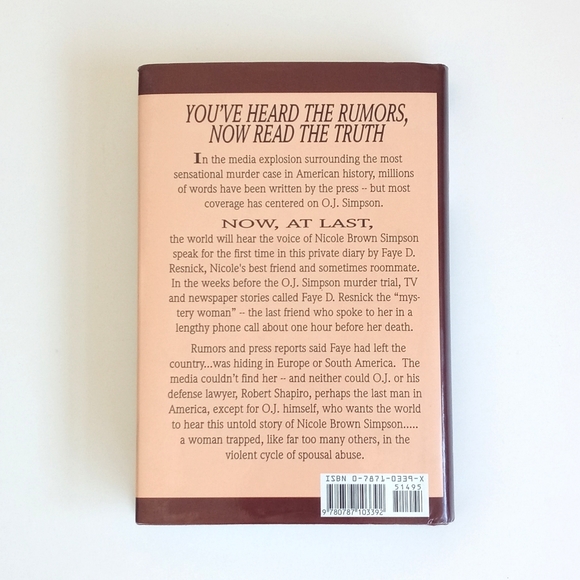 YOU'VE HEARD THE RUMORS,
NOW READ THE TRUTH
In the media explosion surrounding the most
sensational murder case in American history, millions
of words have been written by the press -- but most
coverage has centered on O.J. Simpson.
NOW, AT LAST,
the world will hear the voice of Nicole Brown Simpson
speak for the first time in this private diary by Faye D.
Resnick, Nicole's best friend and sometimes roommate.
In the weeks before the O.J. Simpson murder trial, TV
and newspaper stories called Faye D. Resnick the "mys-
tery woman" -- the last friend who spoke to her in a
lengthy phone call about one hour before her death.
Rumors and press reports said Faye had left the
country...was hiding in Europe or South America. The
media couldn't find her -- and neither could O.J. or his
defense lawyer, Robert Shapiro, perhaps the last man in
America, except for O.J. himself, who wants the world
to hear this untold story of Nicole Brown Simpson.....
a woman trapped, like far too many others, in the
violent cycle of spousal abuse.
ISBN 0-7871-0339-X
51495
9 780787 103392